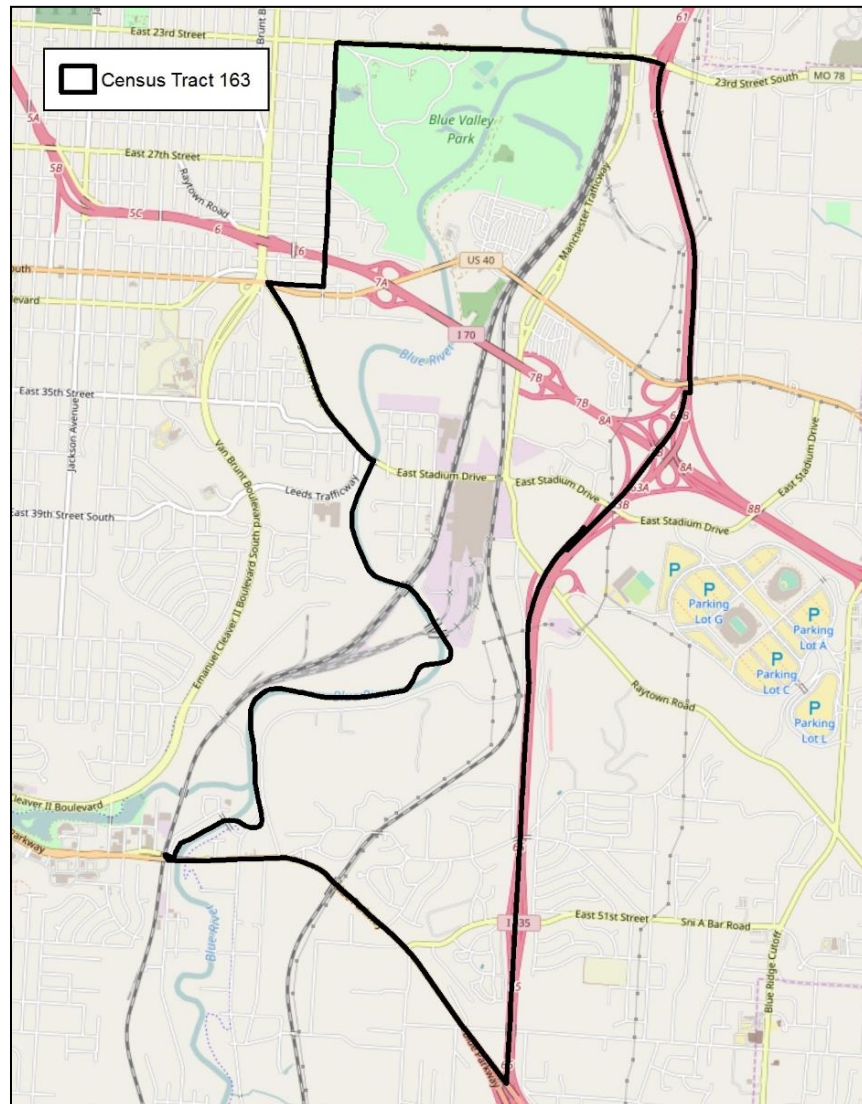 East 23rd Street
61
Census Tract 163
23rd Street South
MO 78
5A
5B
East 27th Street
Raytown Road
5C
6
6
Blue Valley
Park
Manchester Trafficway
US 40
7A
I 70
Blue River
7B
7B
8A
8A
8B
East 35th Street
Jackson Avenue
Van Brunt Boulevard
East Stadium Drive
East Stadium Drive
East Stadium Drive
East Stadium Drive
Leeds Trafficway
East 39th Street South
63A
Emanuel Cleaver II Boulevard South
P
Parking
Lot G
P
Parking
Lot A
P
Parking
Lot C
P
Parking
Lot L
Raytown Road
Cleaver II Boulevard
Parkway
Blue River
East 51st Street
Sni A Bar Road
Blue Ridge Cutoff
Blue Parkway